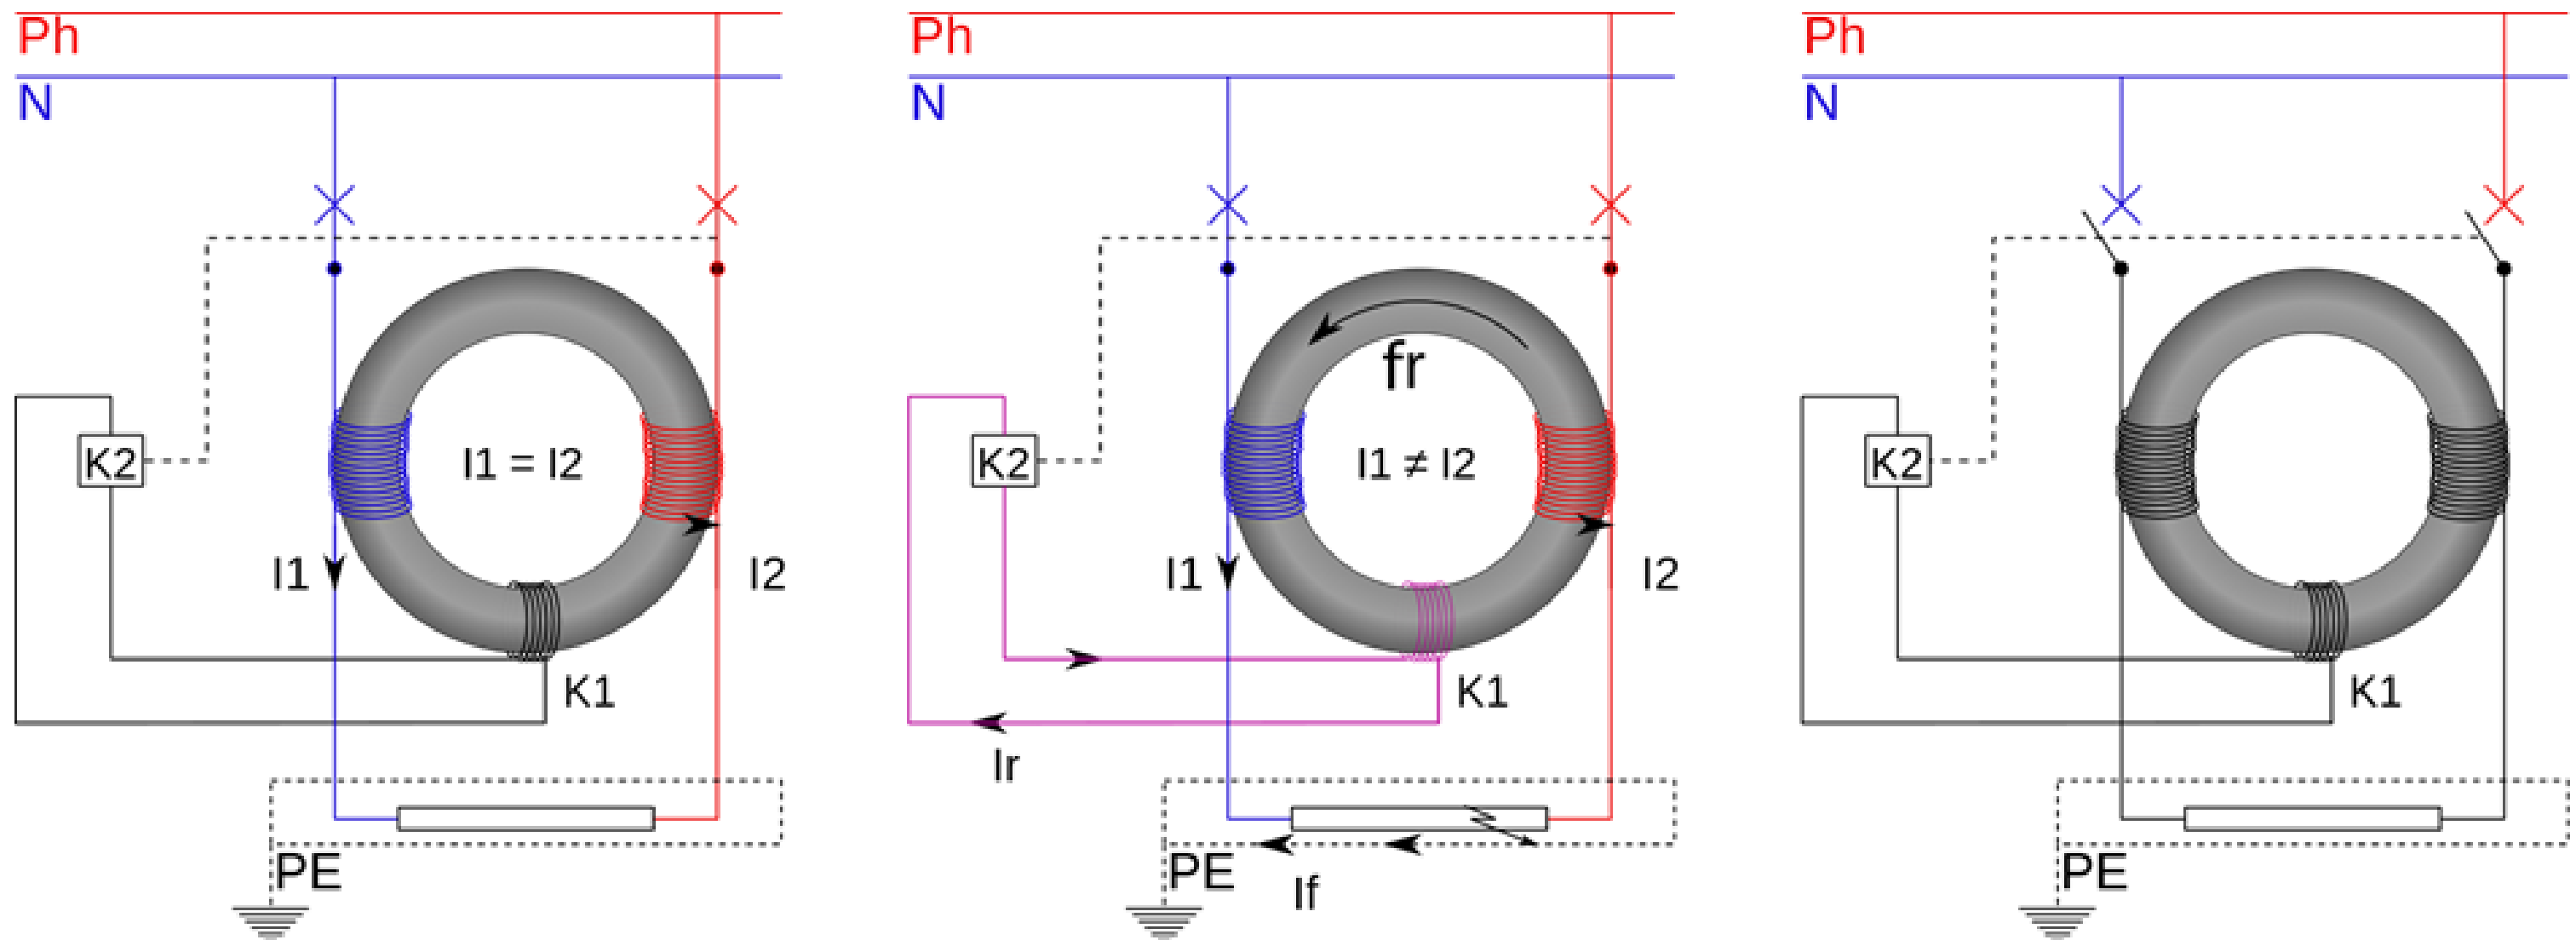 Ph
N
K2
I1 = I2
I1
I2
K1
PE
Ph
N
fr
K2
I1 ≠ I2
I1
I2
K1
Ir
PE
If
Ph
N
K2
K1
PE